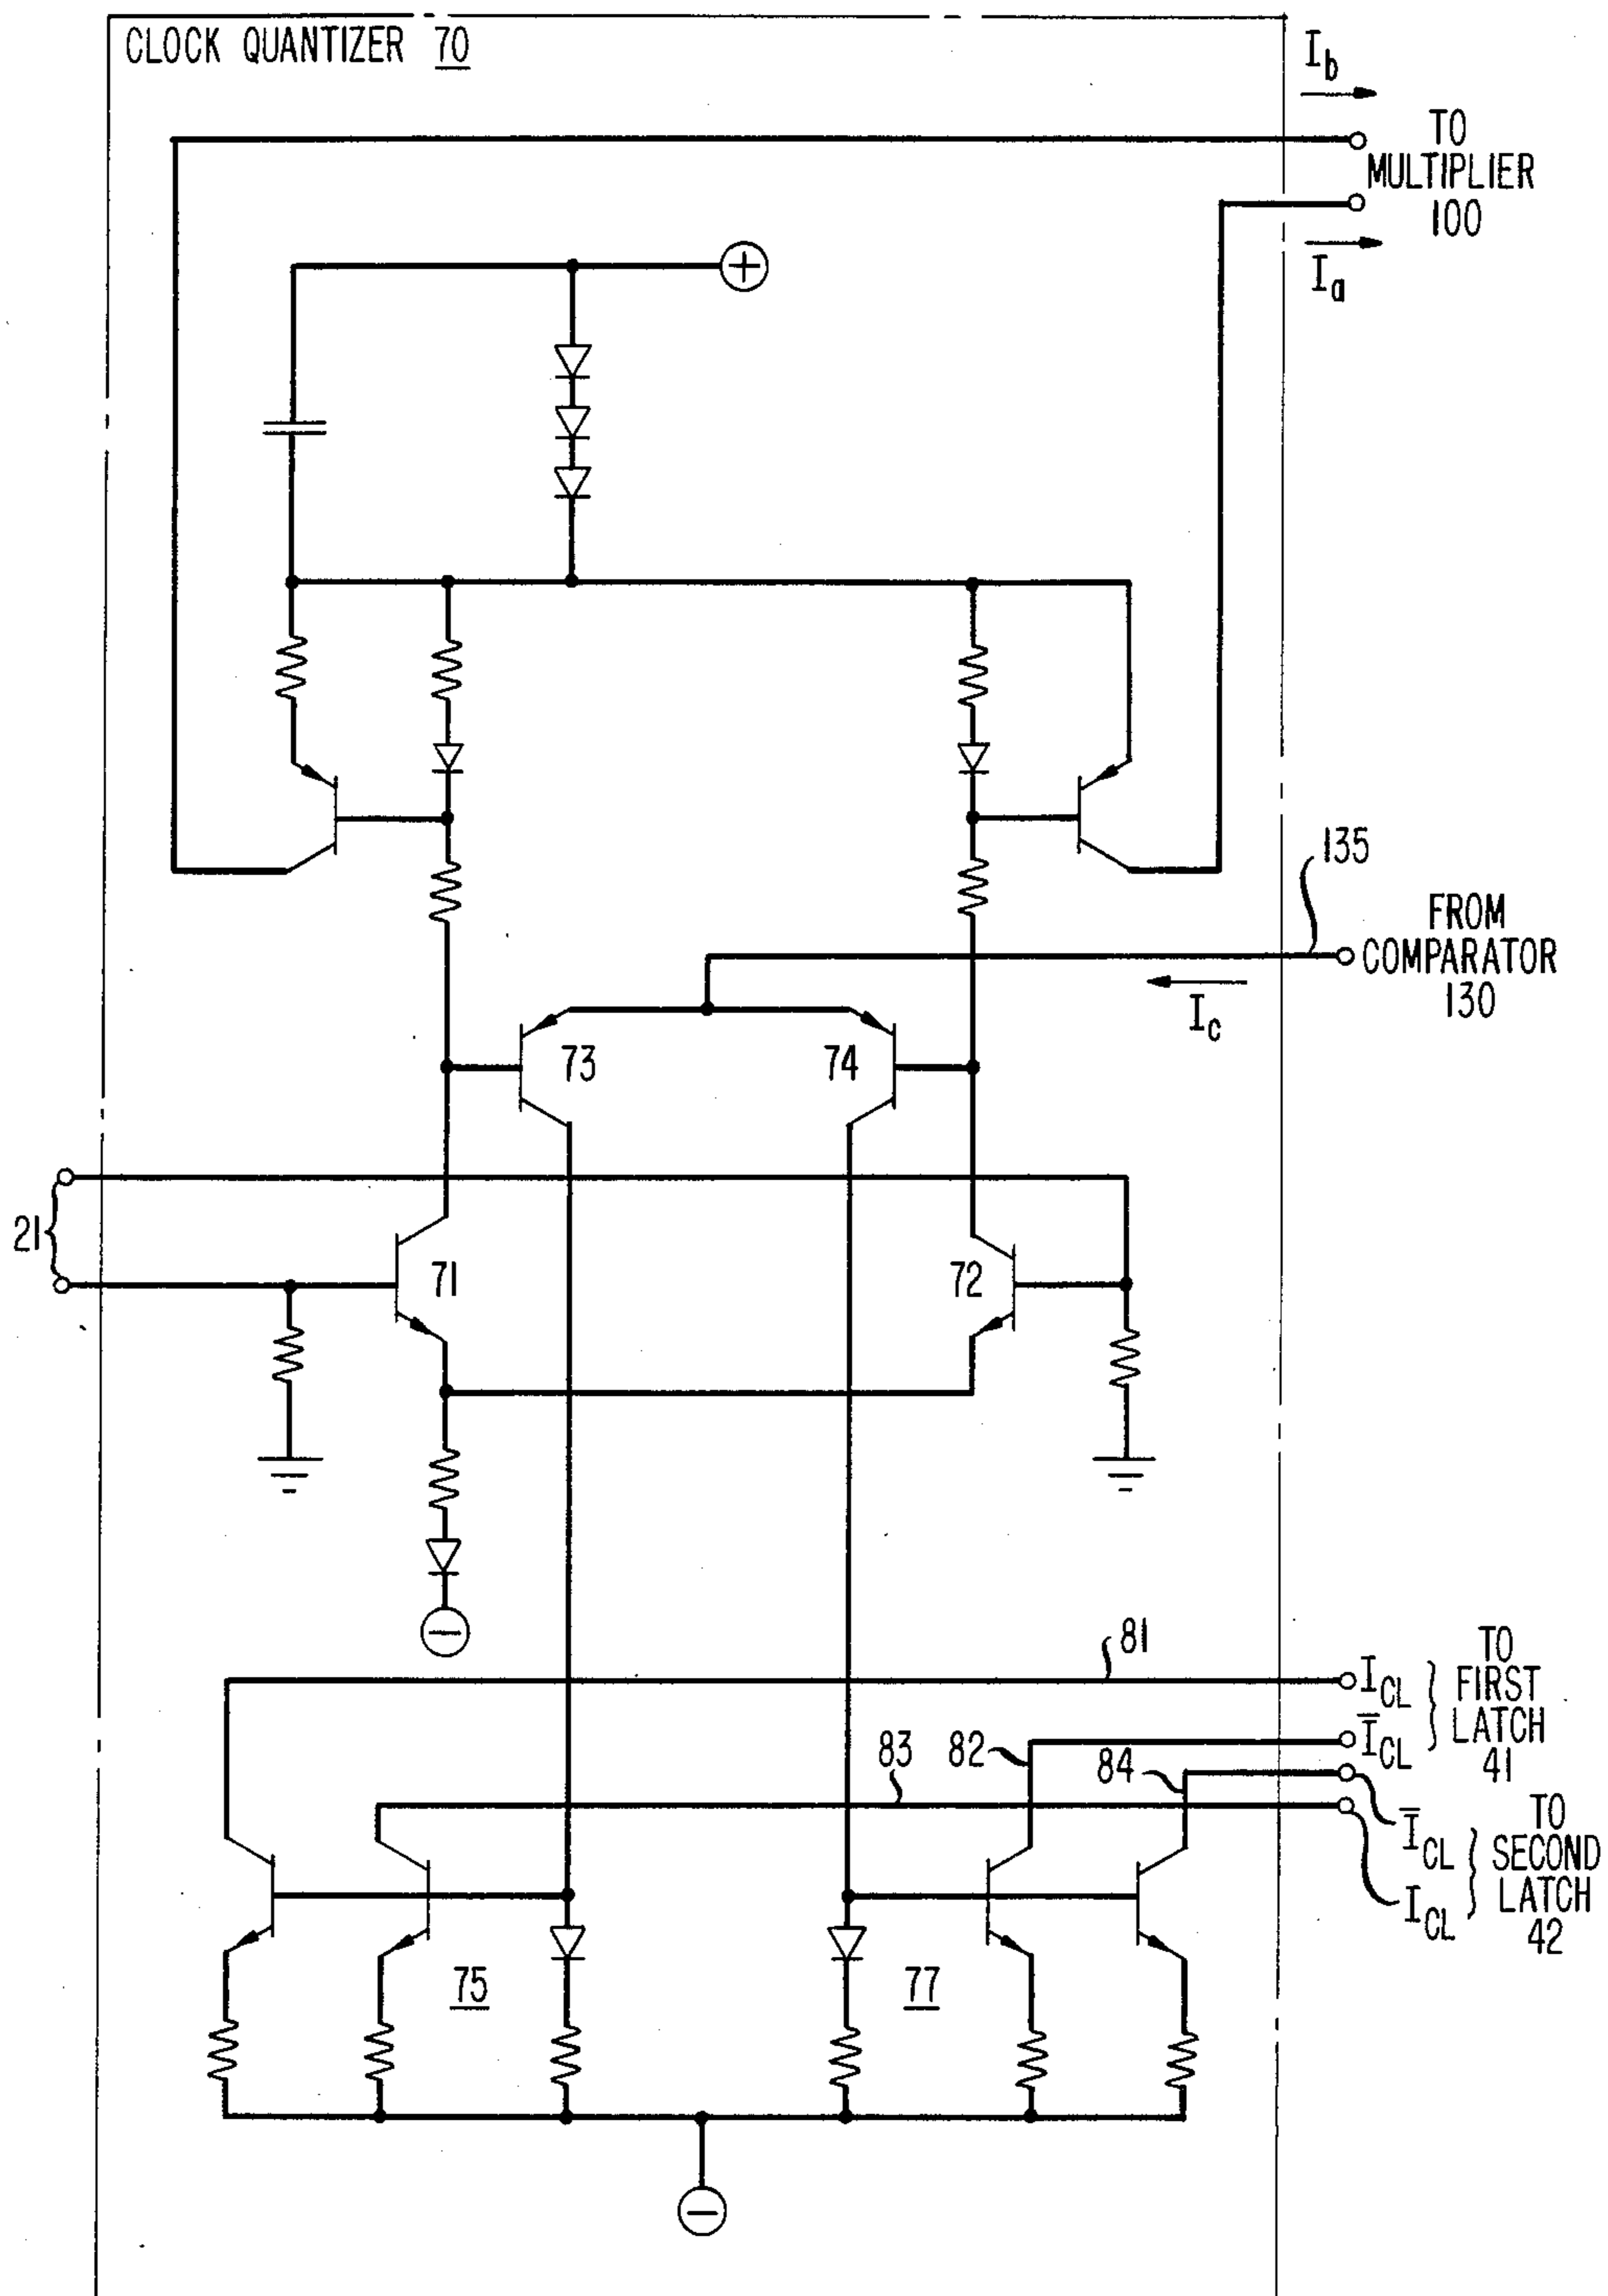 CLOCK QUANTIZER 70
I_b
TO
MULTIPLIER
100
I_a
+
135
FROM
COMPARATOR
130
I_c
73
74
21
71
72
−
81
I_CL
TO
FIRST
LATCH
41
Ī_CL
83
82
84
Ī_CL
TO
SECOND
LATCH
42
I_CL
75
77
−